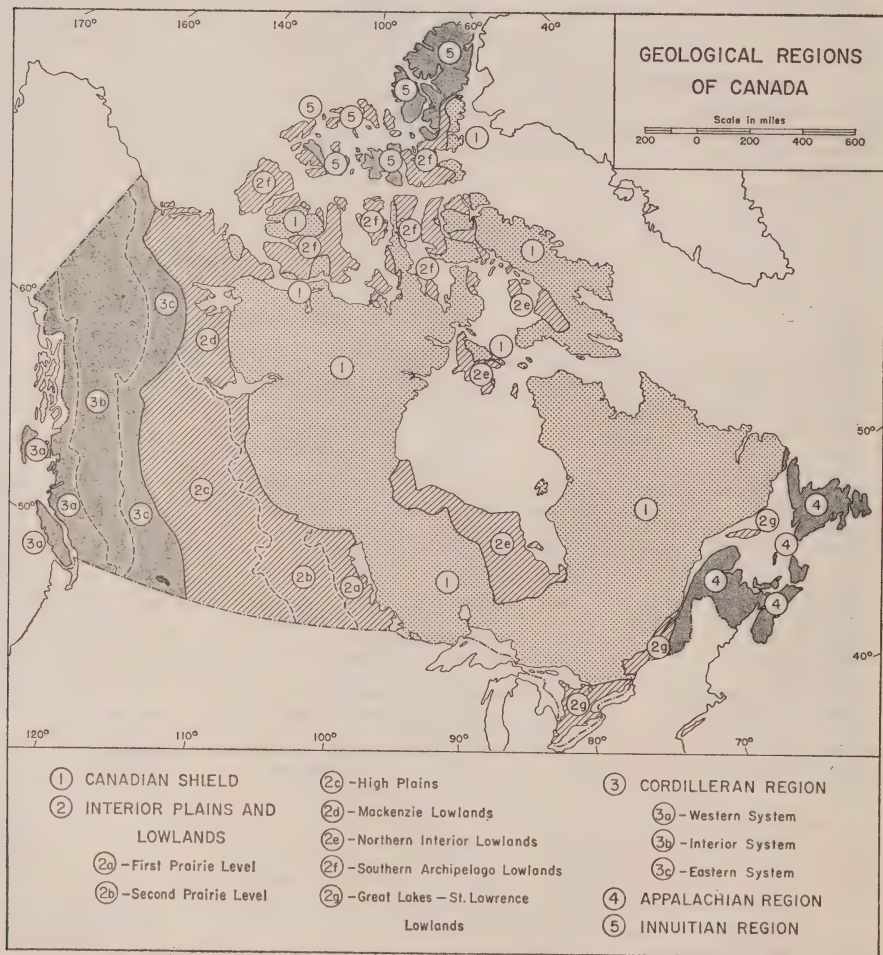 170° 140° 120° 100° 80° 60° 40°
GEOLOGICAL REGIONS
OF CANADA
Scale in miles
200 0 200 400 600
5
5
5
5
1
5
5
2f
2f
1
2f
2f
1
2f
2f
60°
3c
1
2e
2d
1
1
2e
3b
50°
3a
2c
50°
3a
3c
1
4
2g
3a
2e
4
2b
2a
1
4
4
2g
40°
2g
120° 110° 100° 90° 80° 70°
1 CANADIAN SHIELD
2 INTERIOR PLAINS AND
LOWLANDS
2a - First Prairie Level
2b - Second Prairie Level
2c - High Plains
2d - Mackenzie Lowlands
2e - Northern Interior Lowlands
2f - Southern Archipelago Lowlands
2g - Great Lakes - St. Lawrence
Lowlands
3 CORDILLERAN REGION
3a - Western System
3b - Interior System
3c - Eastern System
4 APPALACHIAN REGION
5 INNUITIAN REGION